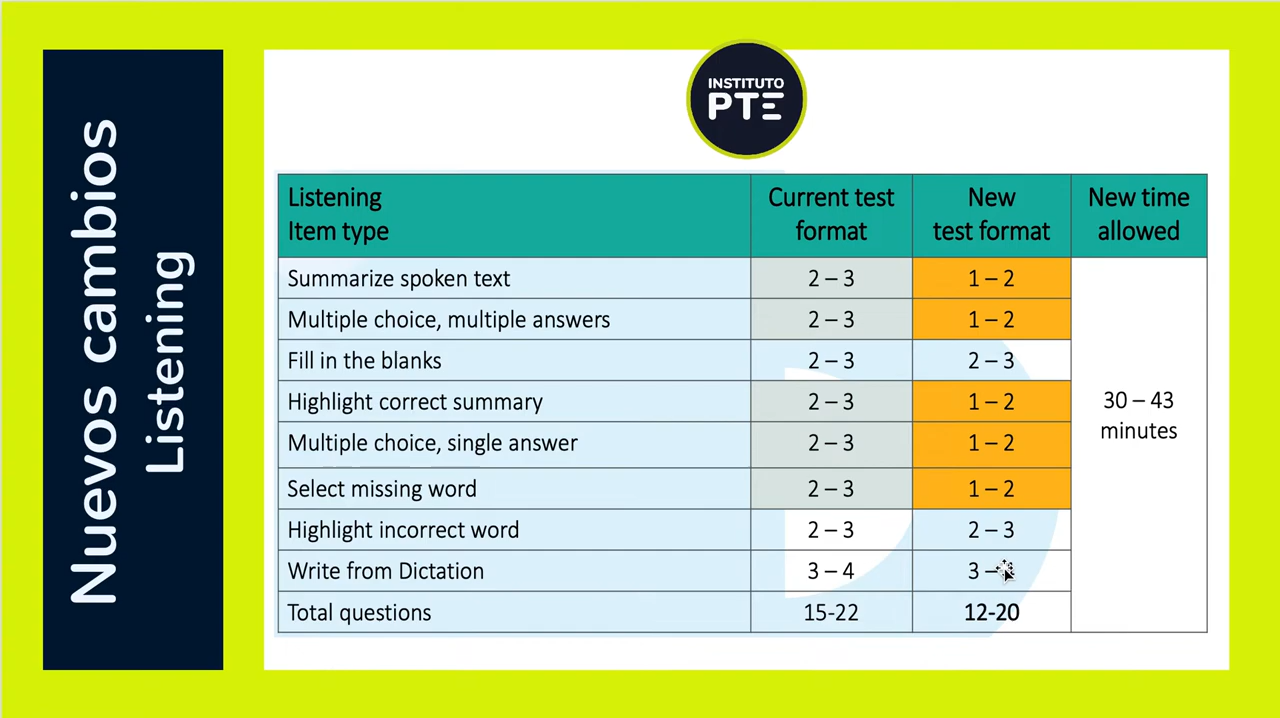 Nuevos cambios
Listening
INSTITUTO
PTE
Listening Item type | Current test format | New test format | New time allowed
Summarize spoken text | 2 – 3 | 1 – 2
Multiple choice, multiple answers | 2 – 3 | 1 – 2
Fill in the blanks | 2 – 3 | 2 – 3
Highlight correct summary | 2 – 3 | 1 – 2 | 30 – 43 minutes
Multiple choice, single answer | 2 – 3 | 1 – 2
Select missing word | 2 – 3 | 1 – 2
Highlight incorrect word | 2 – 3 | 2 – 3
Write from Dictation | 3 – 4 | 3 –
Total questions | 15-22 | 12-20